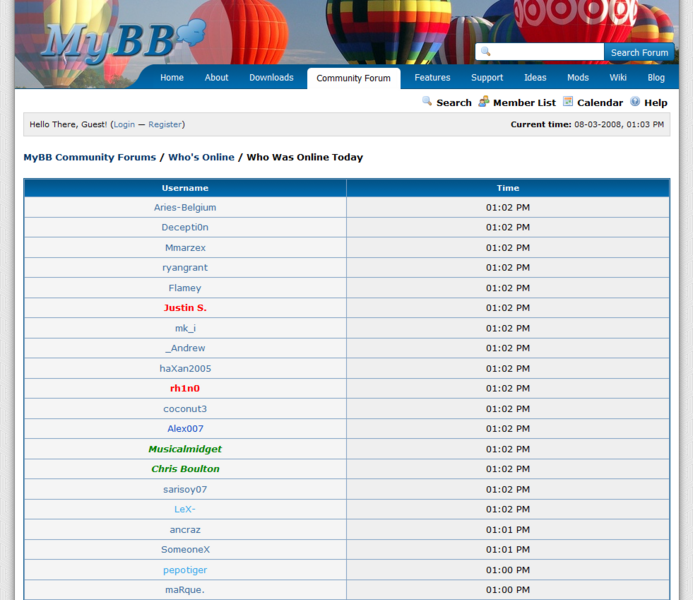 MyBB
Search Forum
Home About Downloads Community Forum Features Support Ideas Mods Wiki Blog
Search Member List Calendar Help
Hello There, Guest! (Login — Register) Current time: 08-03-2008, 01:03 PM
MyBB Community Forums / Who's Online / Who Was Online Today
Username Time
Aries-Belgium 01:02 PM
Decepti0n 01:02 PM
Mmarzex 01:02 PM
ryangrant 01:02 PM
Flamey 01:02 PM
Justin S. 01:02 PM
mk_i 01:02 PM
_Andrew 01:02 PM
haXan2005 01:02 PM
rh1n0 01:02 PM
coconut3 01:02 PM
Alex007 01:02 PM
Musicalmidget 01:02 PM
Chris Boulton 01:02 PM
sarisoy07 01:02 PM
LeX- 01:02 PM
ancraz 01:01 PM
SomeoneX 01:01 PM
pepotiger 01:00 PM
maRque. 01:00 PM